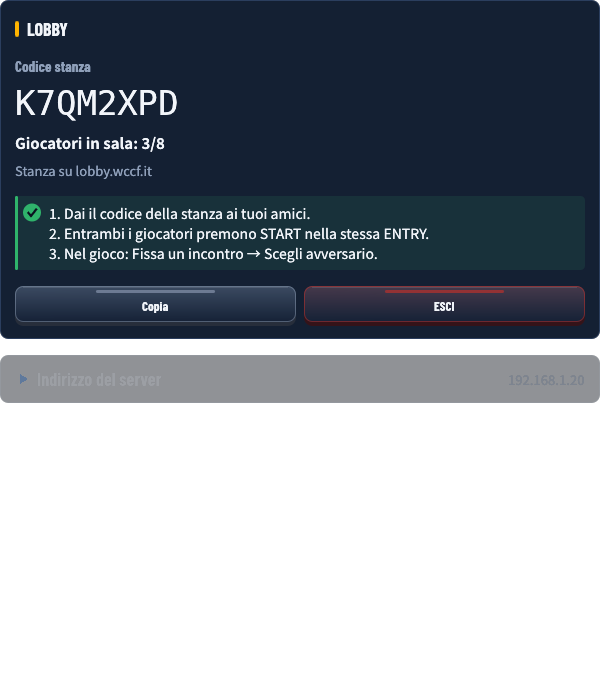 LOBBY
Codice stanza
K7QM2XPD
Giocatori in sala: 3/8
Stanza su lobby.wccf.it
1. Dai il codice della stanza ai tuoi amici.
2. Entrambi i giocatori premono START nella stessa ENTRY.
3. Nel gioco: Fissa un incontro → Scegli avversario.
Copia
ESCI
Indirizzo del server
192.168.1.20